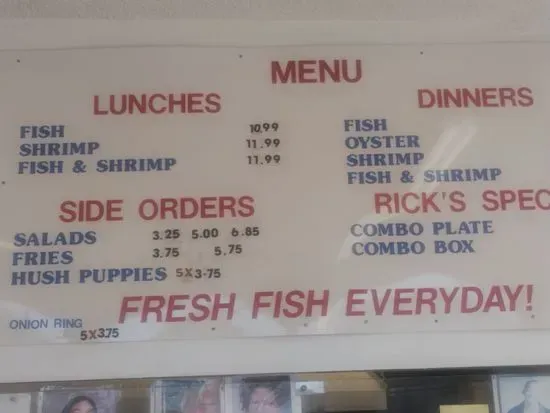 MENU
LUNCHES
FISH 10.99
SHRIMP 11.99
FISH & SHRIMP 11.99
DINNERS
FISH
OYSTER
SHRIMP
FISH & SHRIMP
SIDE ORDERS
SALADS 3.25 5.00 6.85
FRIES 3.75 5.75
HUSH PUPPIES 5X3.75
ONION RING 5X3.75
RICK'S SPEC
COMBO PLATE
COMBO BOX
FRESH FISH EVERYDAY!